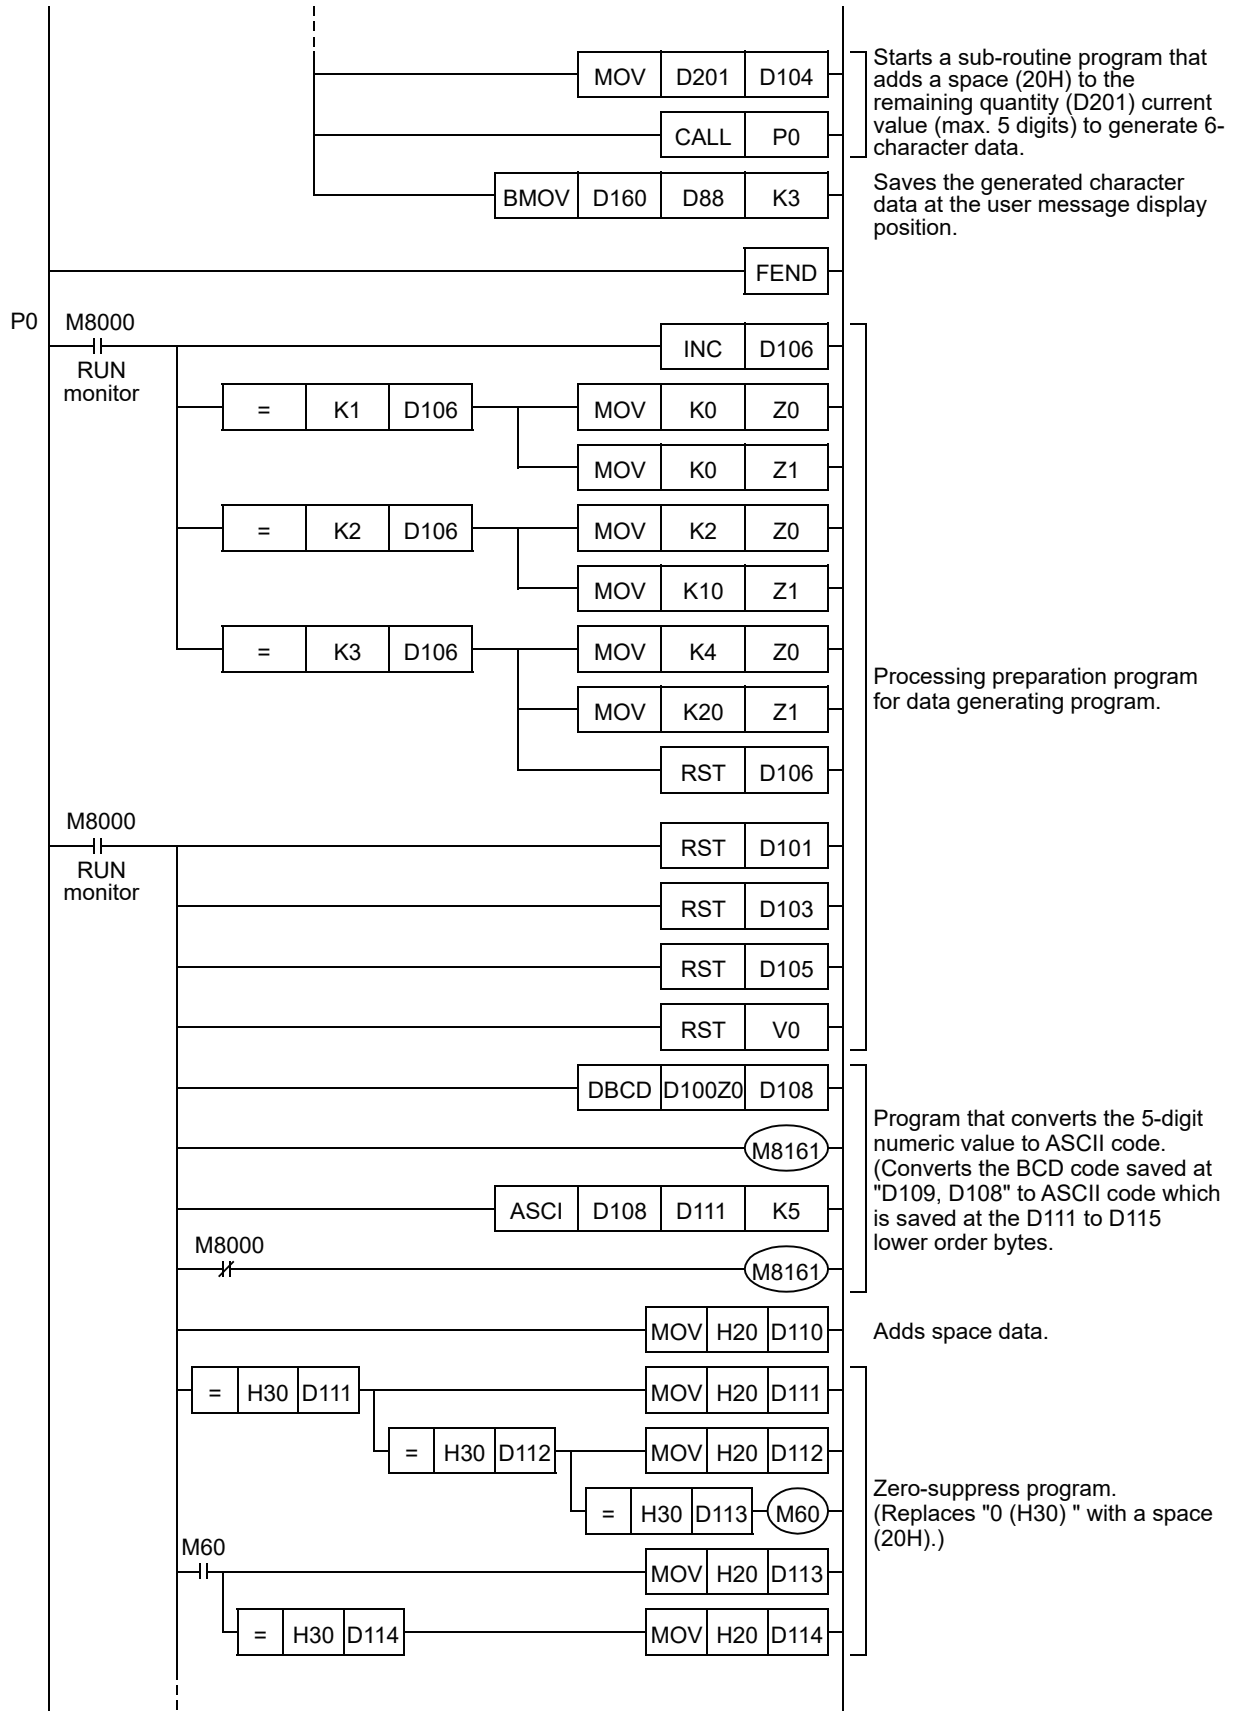 MOV D201 D104
Starts a sub-routine program that
adds a space (20H) to the
remaining quantity (D201) current
value (max. 5 digits) to generate 6-
character data.
CALL P0
BMOV D160 D88 K3
Saves the generated character
data at the user message display
position.
FEND
P0
M8000
RUN
monitor
INC D106
= K1 D106 MOV K0 Z0
MOV K0 Z1
= K2 D106 MOV K2 Z0
MOV K10 Z1
= K3 D106 MOV K4 Z0
MOV K20 Z1
RST D106
Processing preparation program
for data generating program.
M8000
RUN
monitor
RST D101
RST D103
RST D105
RST V0
DBCD D100Z0 D108
M8161
ASCI D108 D111 K5
M8000
M8161
Program that converts the 5-digit
numeric value to ASCII code.
(Converts the BCD code saved at
"D109, D108" to ASCII code which
is saved at the D111 to D115
lower order bytes.
MOV H20 D110
Adds space data.
= H30 D111 MOV H20 D111
= H30 D112 MOV H20 D112
= H30 D113 M60
Zero-suppress program.
(Replaces "0 (H30) " with a space
(20H).)
M60
MOV H20 D113
= H30 D114 MOV H20 D114